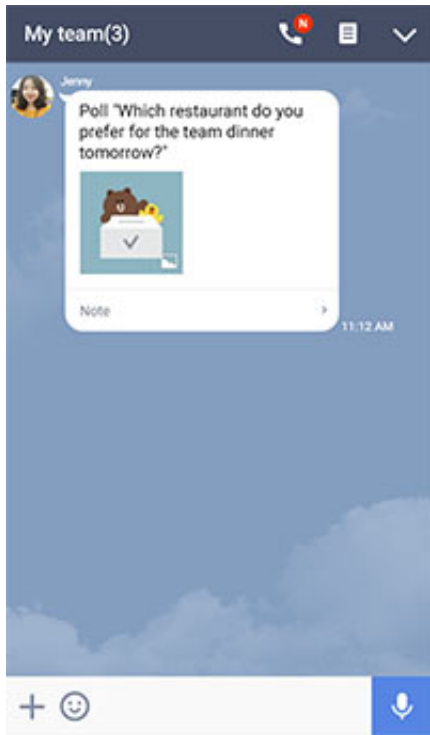 My team(3)
N
Jenny
Poll "Which restaurant do you
prefer for the team dinner
tomorrow?"
Note
11:12 AM